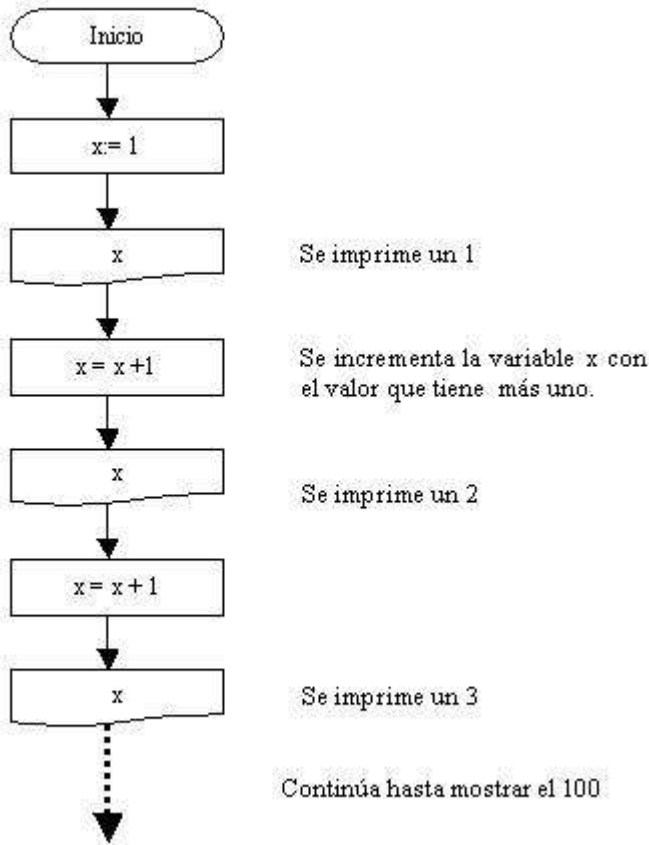 Inicio
x:= 1
x
Se imprime un 1
x = x +1
Se incrementa la variable x con
el valor que tiene más uno.
x
Se imprime un 2
x = x + 1
x
Se imprime un 3
Continúa hasta mostrar el 100